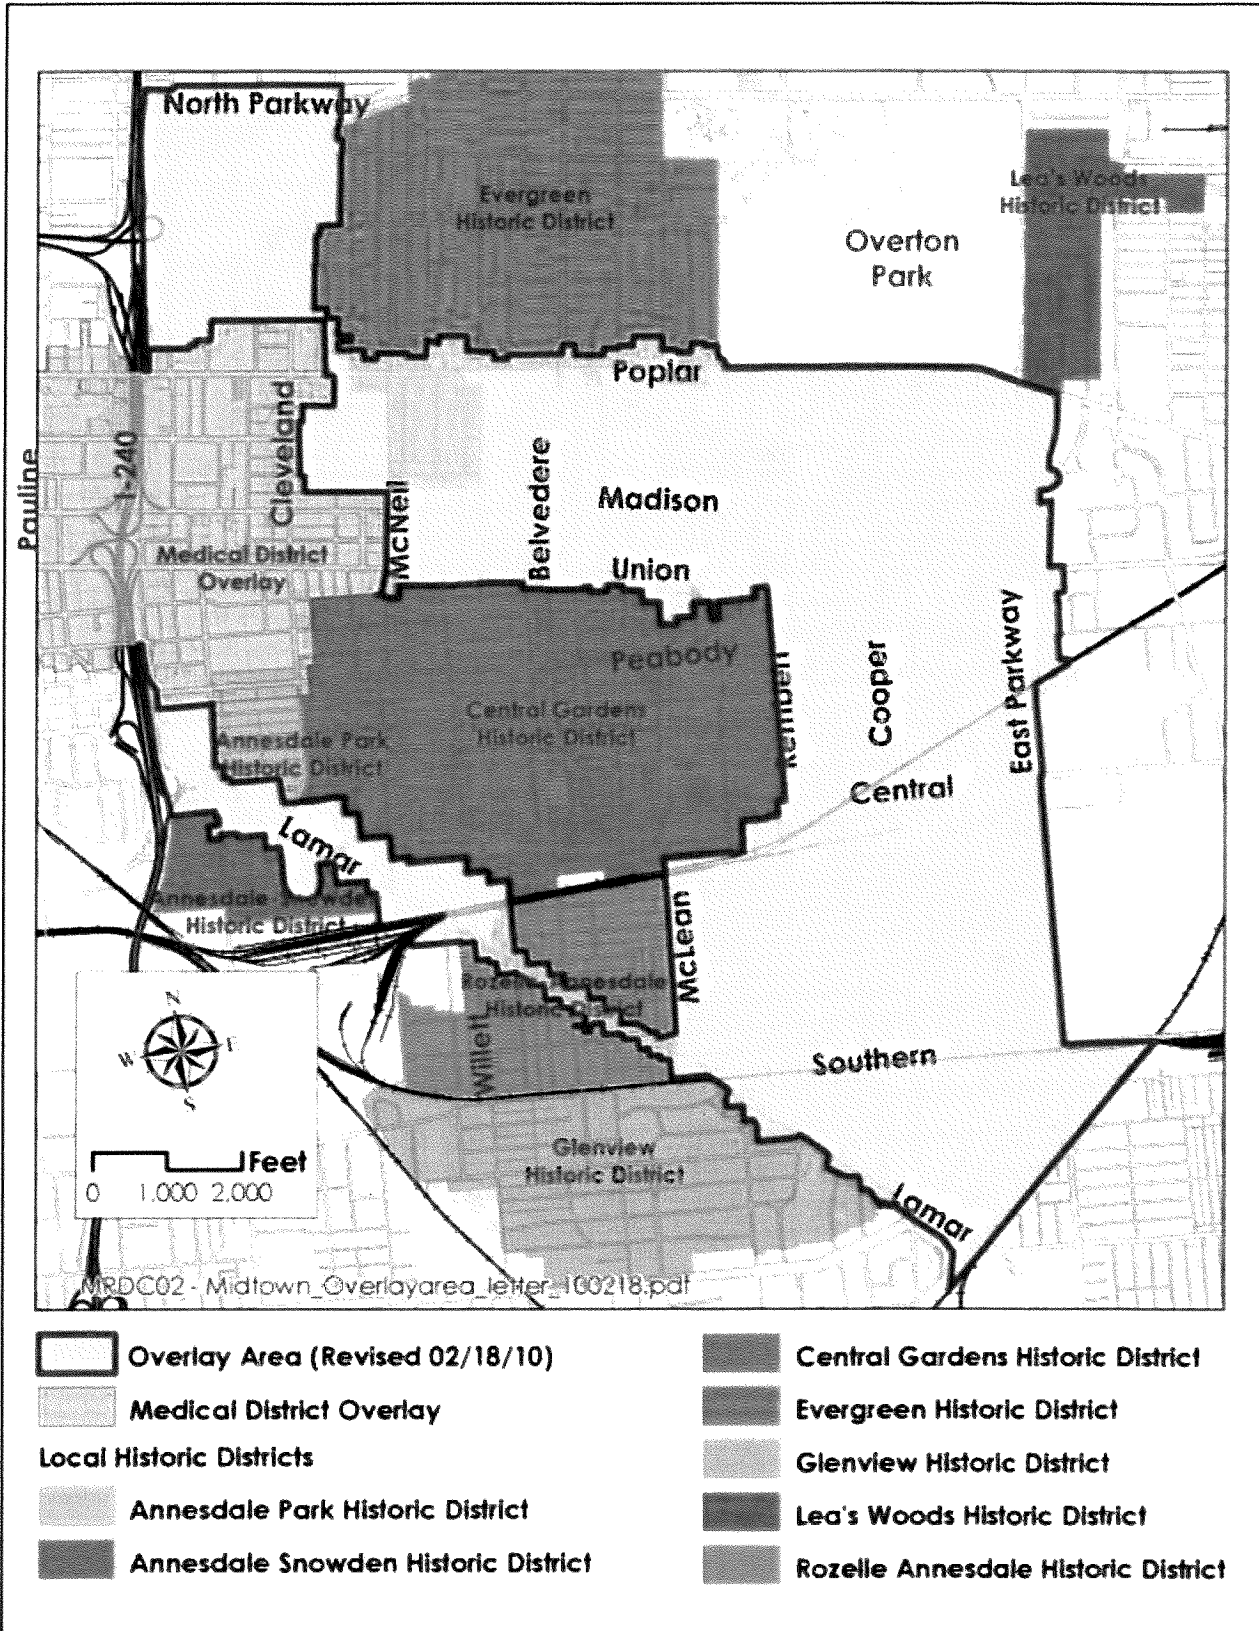 North Parkway
Evergreen
Historic District
Lea's Woods
Historic District
Overton
Park
Poplar
Cleveland
I-240
Pauline
Belvedere
Madison
McNeil
Medical District
Overlay
Union
Peabody
Cooper
East Parkway
Central Gardens
Historic District
Annesdale Park
Historic District
Central
Lamar
Annesdale Snowden
Historic District
McLean
Rozelle Annesdale
Historic District
Willett
Southern
Glenview
Historic District
Lamar
N
W E
S
Feet
0 1,000 2,000
MRDC02 - Midtown_Overlayarea_letter_100218.pdf
Overlay Area (Revised 02/18/10)
Medical District Overlay
Local Historic Districts
Annesdale Park Historic District
Annesdale Snowden Historic District
Central Gardens Historic District
Evergreen Historic District
Glenview Historic District
Lea's Woods Historic District
Rozelle Annesdale Historic District